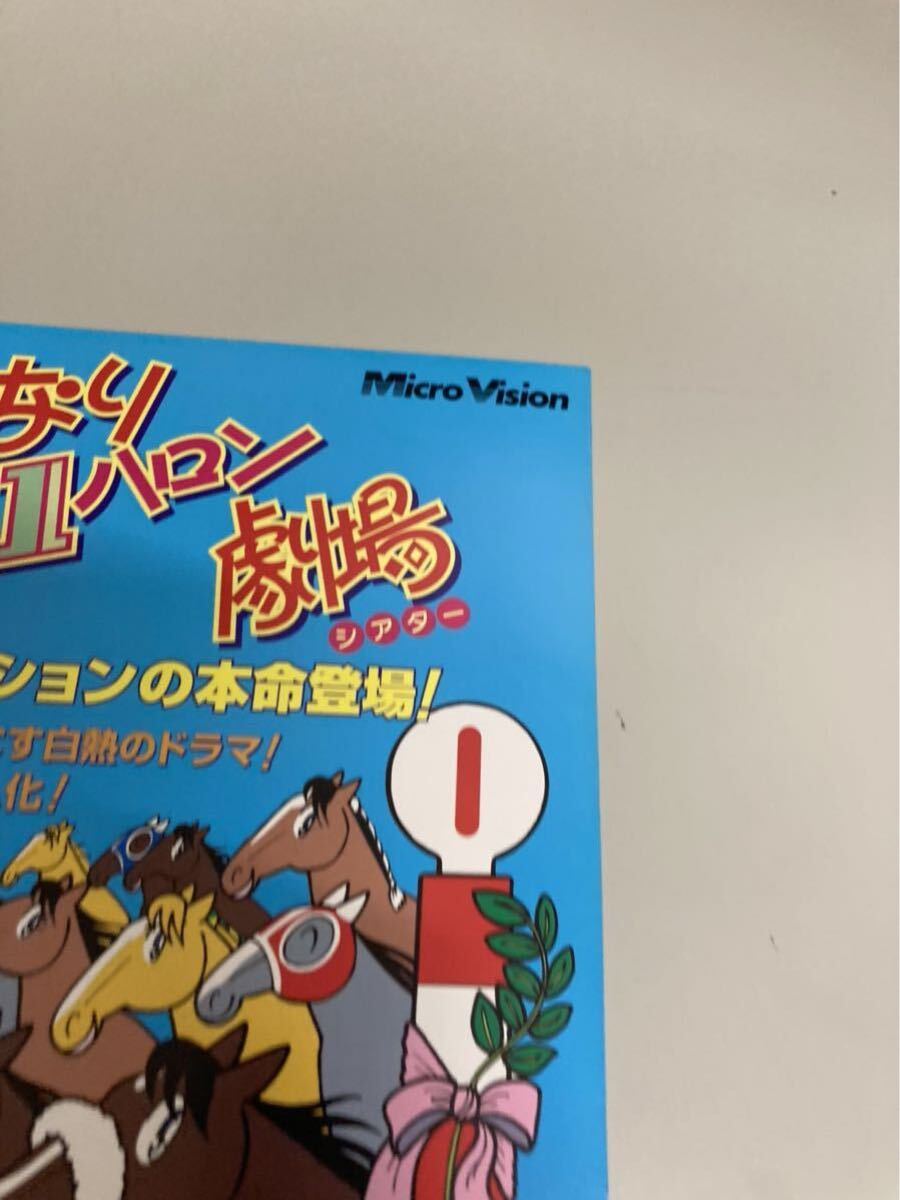 Micro Vision
なり
1ハロン
劇場
シアター
ションの本命登場!
す白熱のドラマ!
化!
1